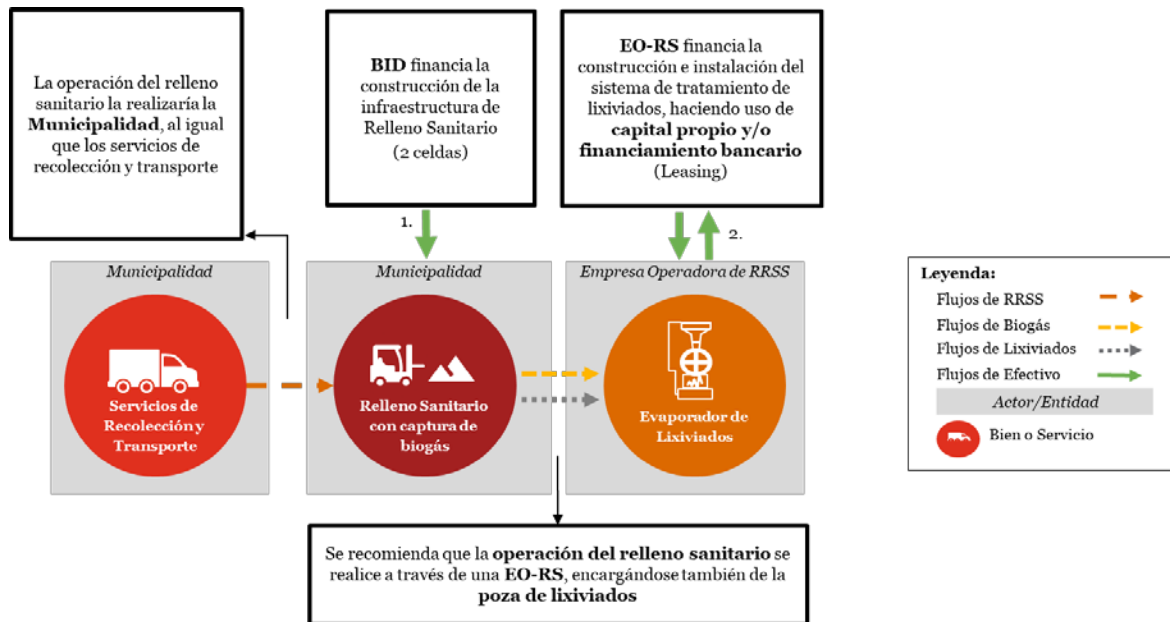 La operación del relleno
sanitario la realizaría la
Municipalidad, al igual
que los servicios de
recolección y transporte
BID financia la
construcción de la
infraestructura de
Relleno Sanitario
(2 celdas)
EO-RS financia la
construcción e instalación del
sistema de tratamiento de
lixiviados, haciendo uso de
capital propio y/o
financiamiento bancario
(Leasing)
1.
2.
Municipalidad
Municipalidad
Empresa Operadora de RRSS
Servicios de
Recolección y
Transporte
Relleno Sanitario
con captura de
biogás
Evaporador de
Lixiviados
Leyenda:
Flujos de RRSS
Flujos de Biogás
Flujos de Lixiviados
Flujos de Efectivo
Actor/Entidad
Bien o Servicio
Se recomienda que la operación del relleno sanitario se
realice a través de una EO-RS, encargándose también de la
poza de lixiviados